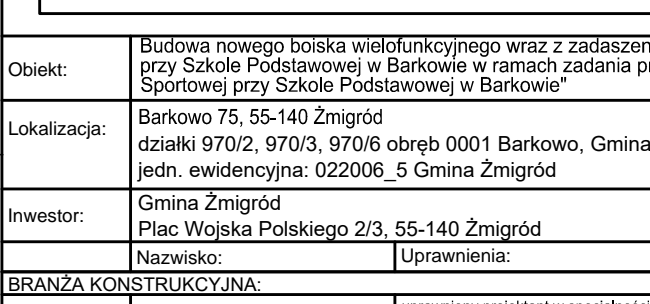 Obiekt:
Budowa nowego boiska wielofunkcyjnego wraz z
przy Szkole Podstawowej w Barkowie w ramach zadania
Sportowej przy Szkole Podstawowej w Barkowie"
Lokalizacja:
Barkowo 75, 55-140 Żmigród
działki 970/2, 970/3, 970/6 obręb 0001 Barkowo, Gmina
jedn. ewidencyjna: 022006_5 Gmina Żmigród
Inwestor:
Gmina Żmigród
Plac Wojska Polskiego 2/3, 55-140 Żmigród
Nazwisko:
Uprawnienia:
BRANŻA KONSTRUKCYJNA: